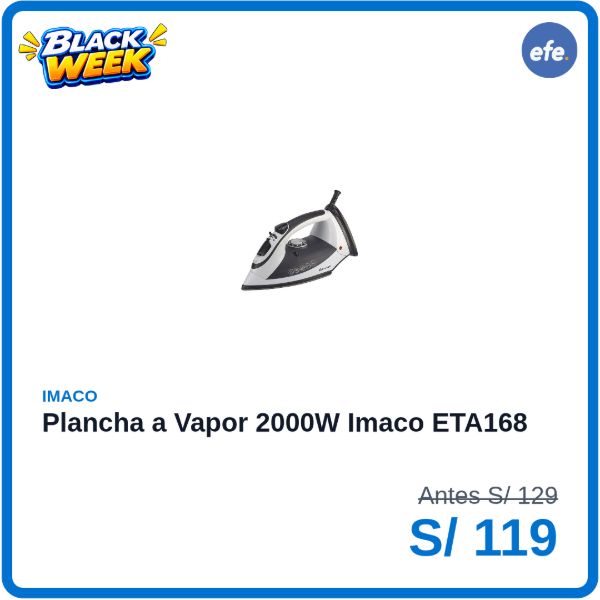 BLACK
WEEK
efe.
IMACO
Plancha a Vapor 2000W Imaco ETA168
Antes S/ 129
S/ 119